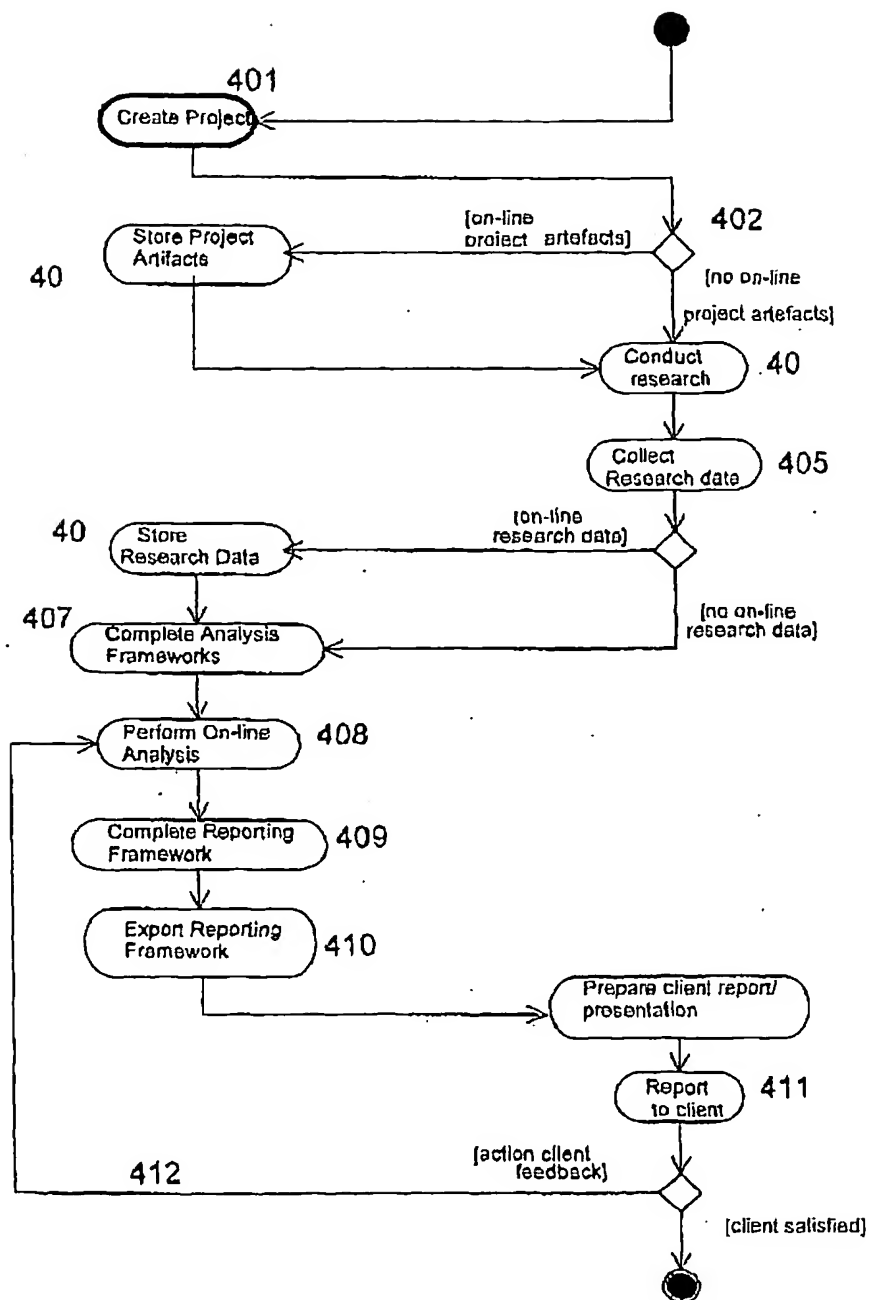 401
Create Project
402
[on-line
project artefacts]
Store Project
Artifacts
40
[no on-line
project artefacts]
Conduct
research
40
Collect
Research data
405
[on-line
research data]
40
Store
Research Data
[no on-line
research data]
407
Complete Analysis
Frameworks
Perform On-line
Analysis
408
Complete Reporting
Framework
409
Export Reporting
Framework
410
Prepare client report/
presentation
Report
to client
411
[action client
feedback]
412
[client satisfied]